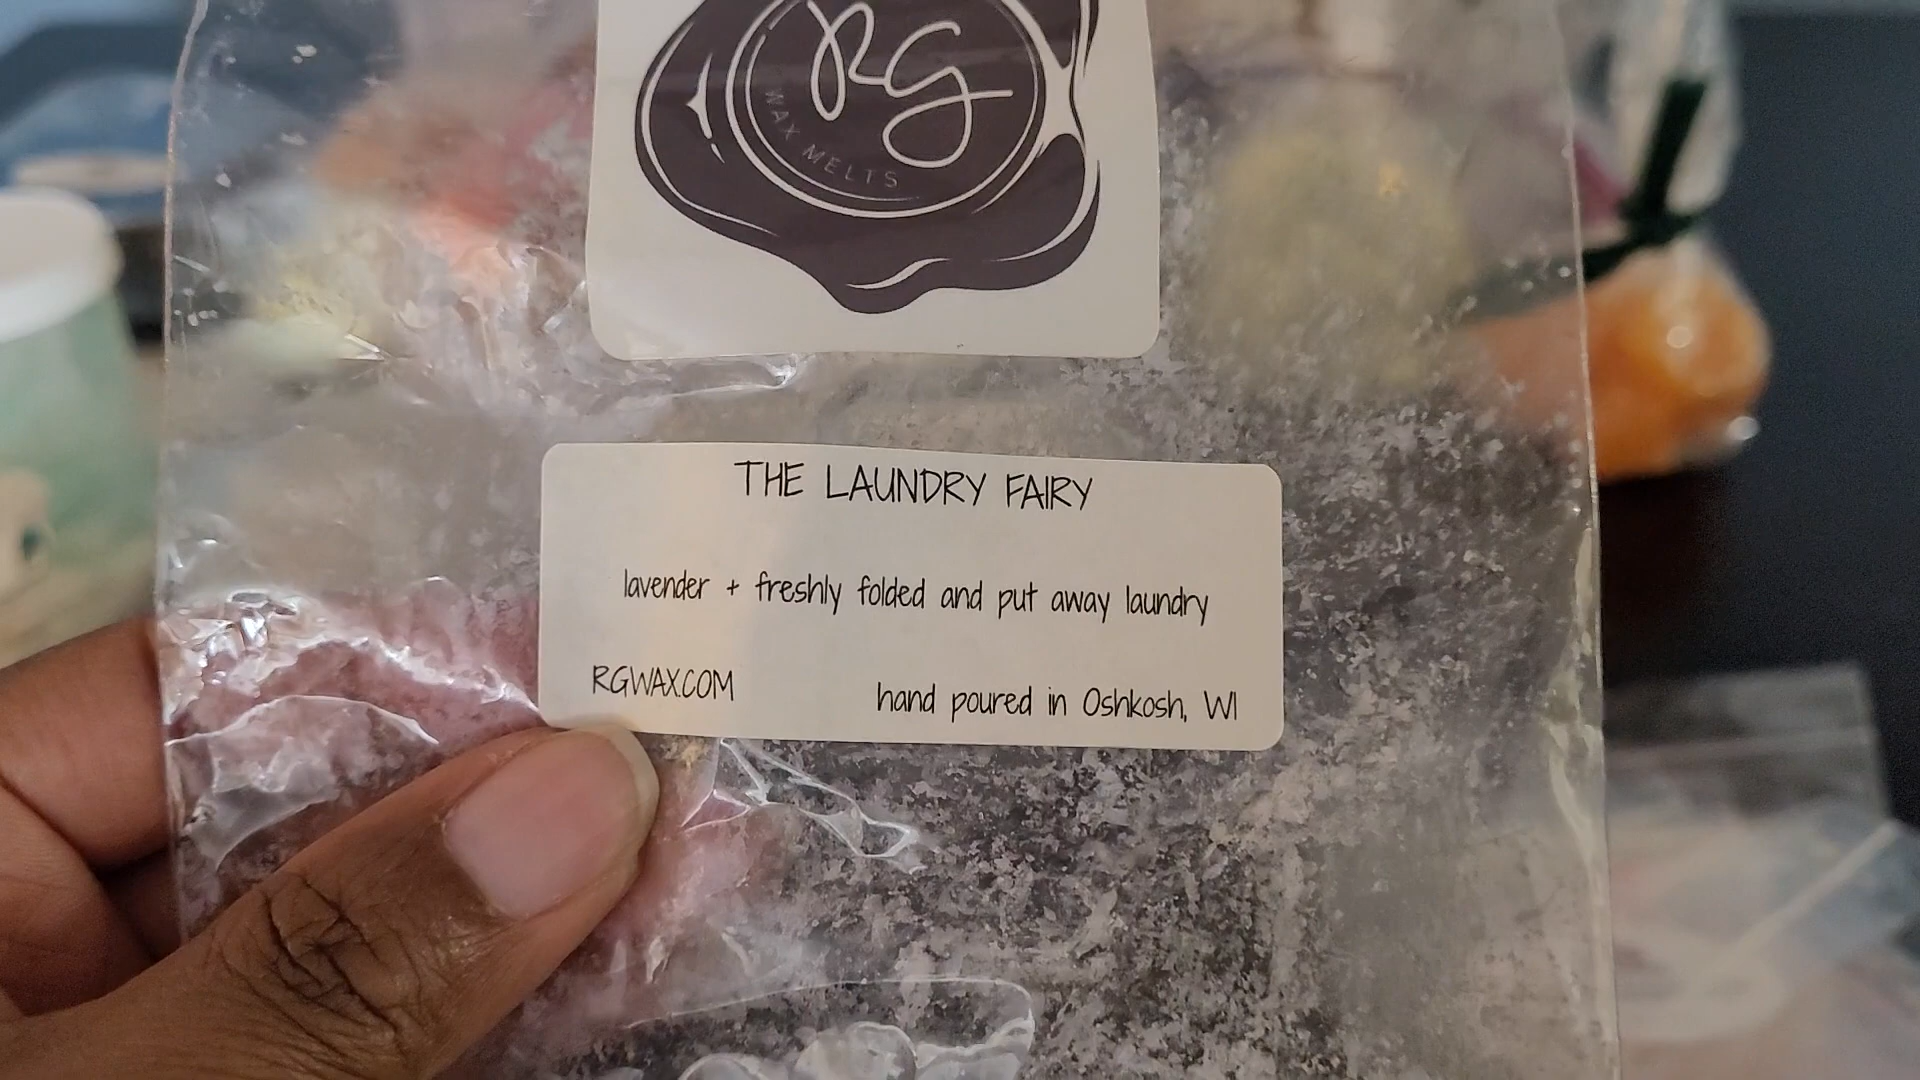 RG
WAX MELTS
THE LAUNDRY FAIRY
lavender + freshly folded and put away laundry
RGWAX.COM
hand poured in Oshkosh, WI